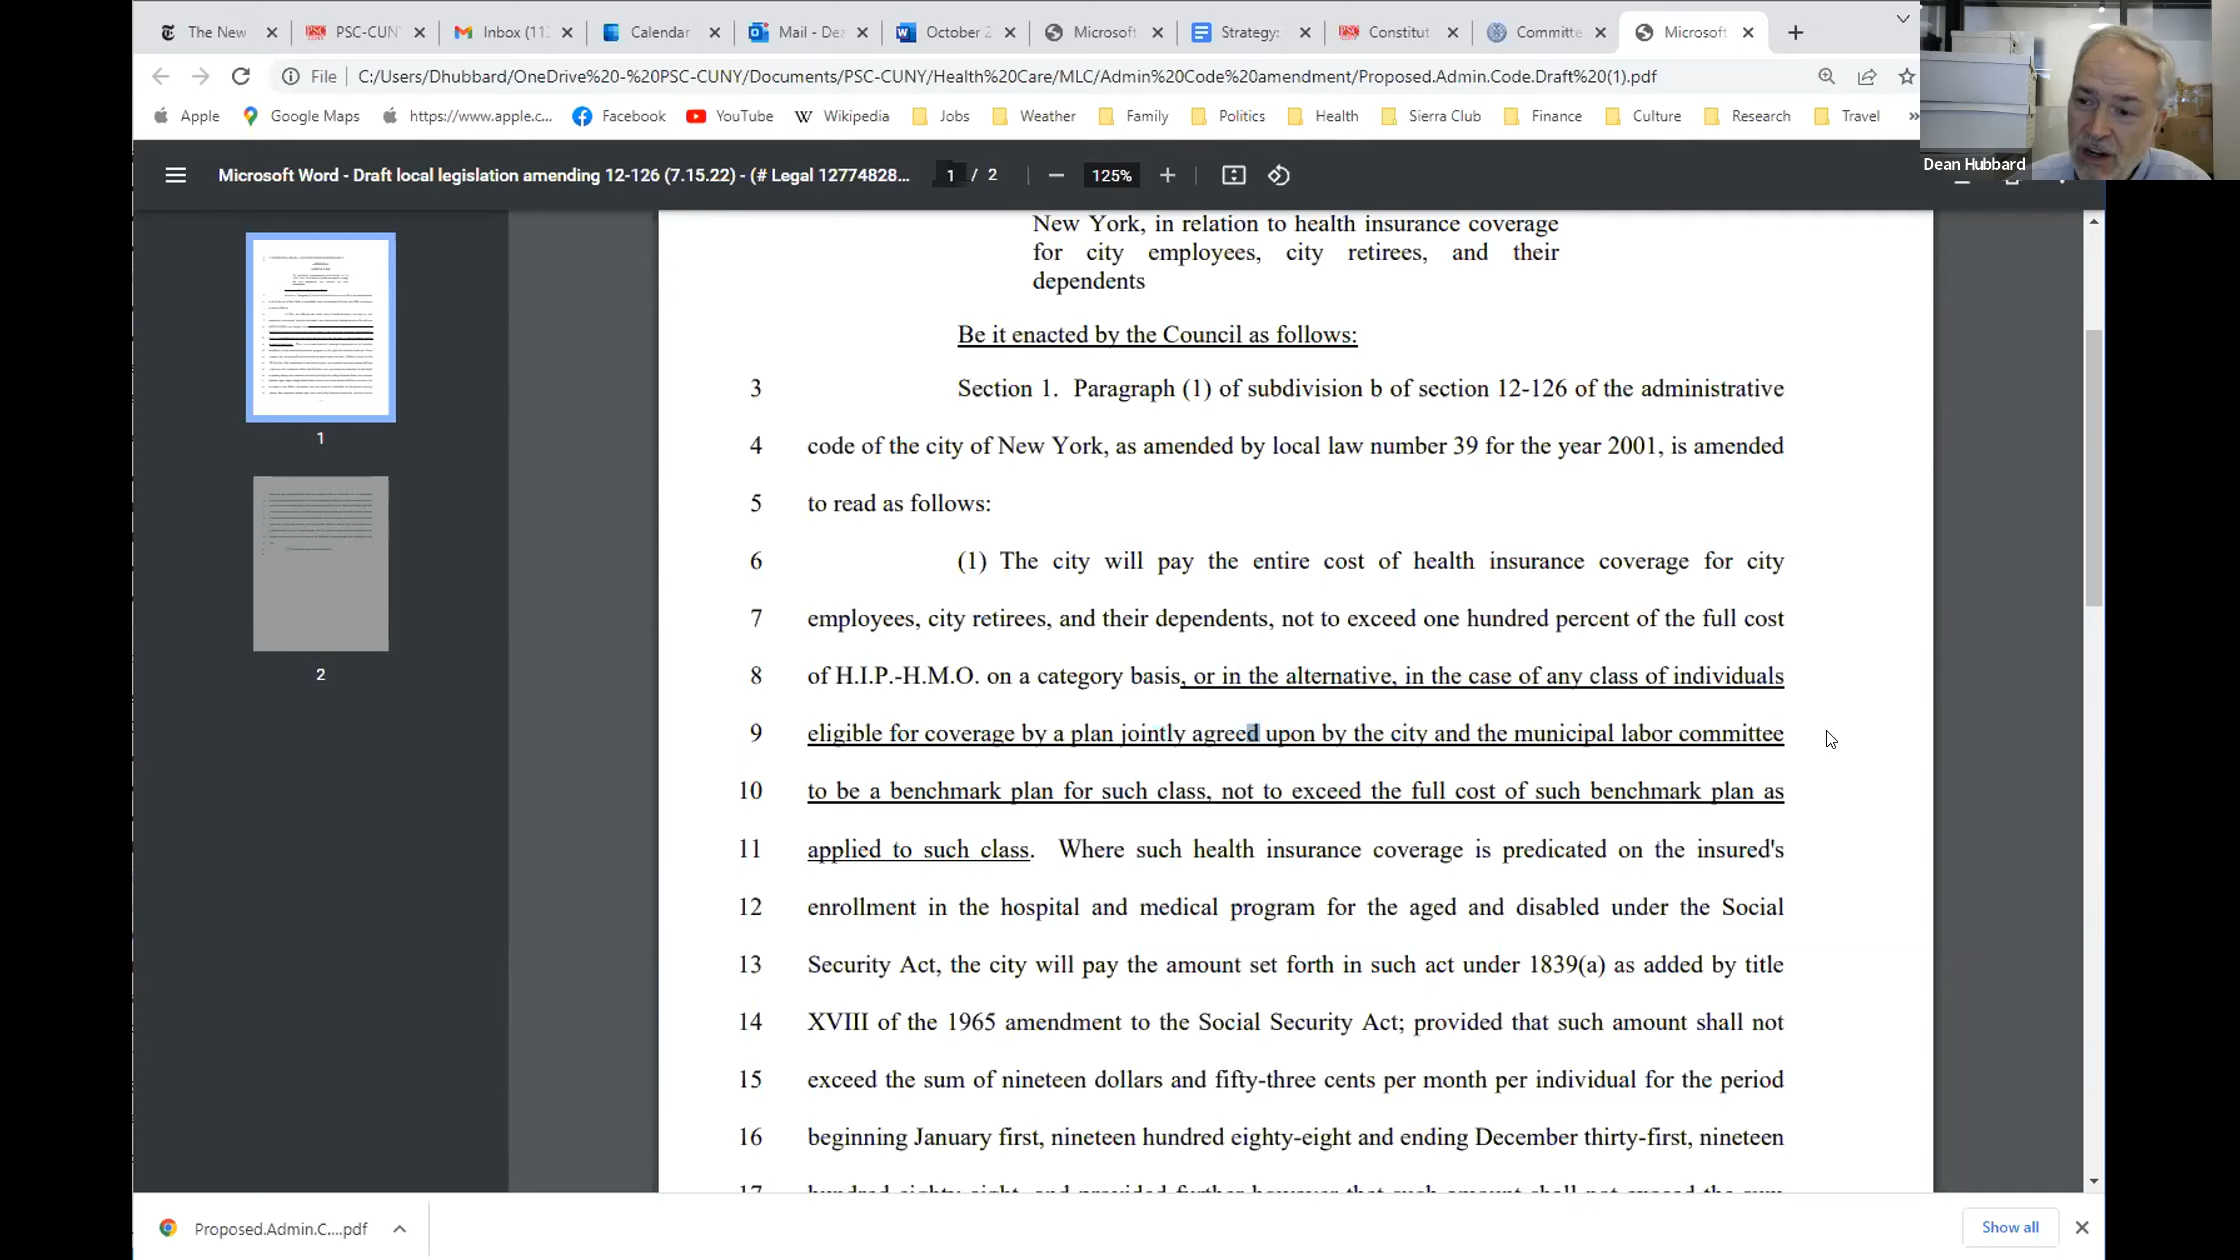 The New
PSC-CUN
Inbox (11
Calendar
Mail - Dea
October 2
Microsoft
Strategy:
Constitut
Committe
Microsoft
File C:/Users/Dhubbard/OneDrive%20-%20PSC-CUNY/Documents/PSC-CUNY/Health%20Care/MLC/Admin%20Code%20amendment/Proposed.Admin.Code.Draft%20(1).pdf
Apple
Google Maps
https://www.apple.c...
Facebook
YouTube
Wikipedia
Jobs
Weather
Family
Politics
Health
Sierra Club
Finance
Culture
Research
Travel
»
Dean Hubbard
Microsoft Word - Draft local legislation amending 12-126 (7.15.22) - (# Legal 12774828... 1 / 2 125%
1
2
New York, in relation to health insurance coverage
for city employees, city retirees, and their
dependents
Be it enacted by the Council as follows:
3 Section 1. Paragraph (1) of subdivision b of section 12-126 of the administrative
4 code of the city of New York, as amended by local law number 39 for the year 2001, is amended
5 to read as follows:
6 (1) The city will pay the entire cost of health insurance coverage for city
7 employees, city retirees, and their dependents, not to exceed one hundred percent of the full cost
8 of H.I.P.-H.M.O. on a category basis, or in the alternative, in the case of any class of individuals
9 eligible for coverage by a plan jointly agreed upon by the city and the municipal labor committee
10 to be a benchmark plan for such class, not to exceed the full cost of such benchmark plan as
11 applied to such class. Where such health insurance coverage is predicated on the insured's
12 enrollment in the hospital and medical program for the aged and disabled under the Social
13 Security Act, the city will pay the amount set forth in such act under 1839(a) as added by title
14 XVIII of the 1965 amendment to the Social Security Act; provided that such amount shall not
15 exceed the sum of nineteen dollars and fifty-three cents per month per individual for the period
16 beginning January first, nineteen hundred eighty-eight and ending December thirty-first, nineteen
17 hundred eighty-eight, and provided further however that such amount shall not exceed the sum
Proposed.Admin.C....pdf
Show all